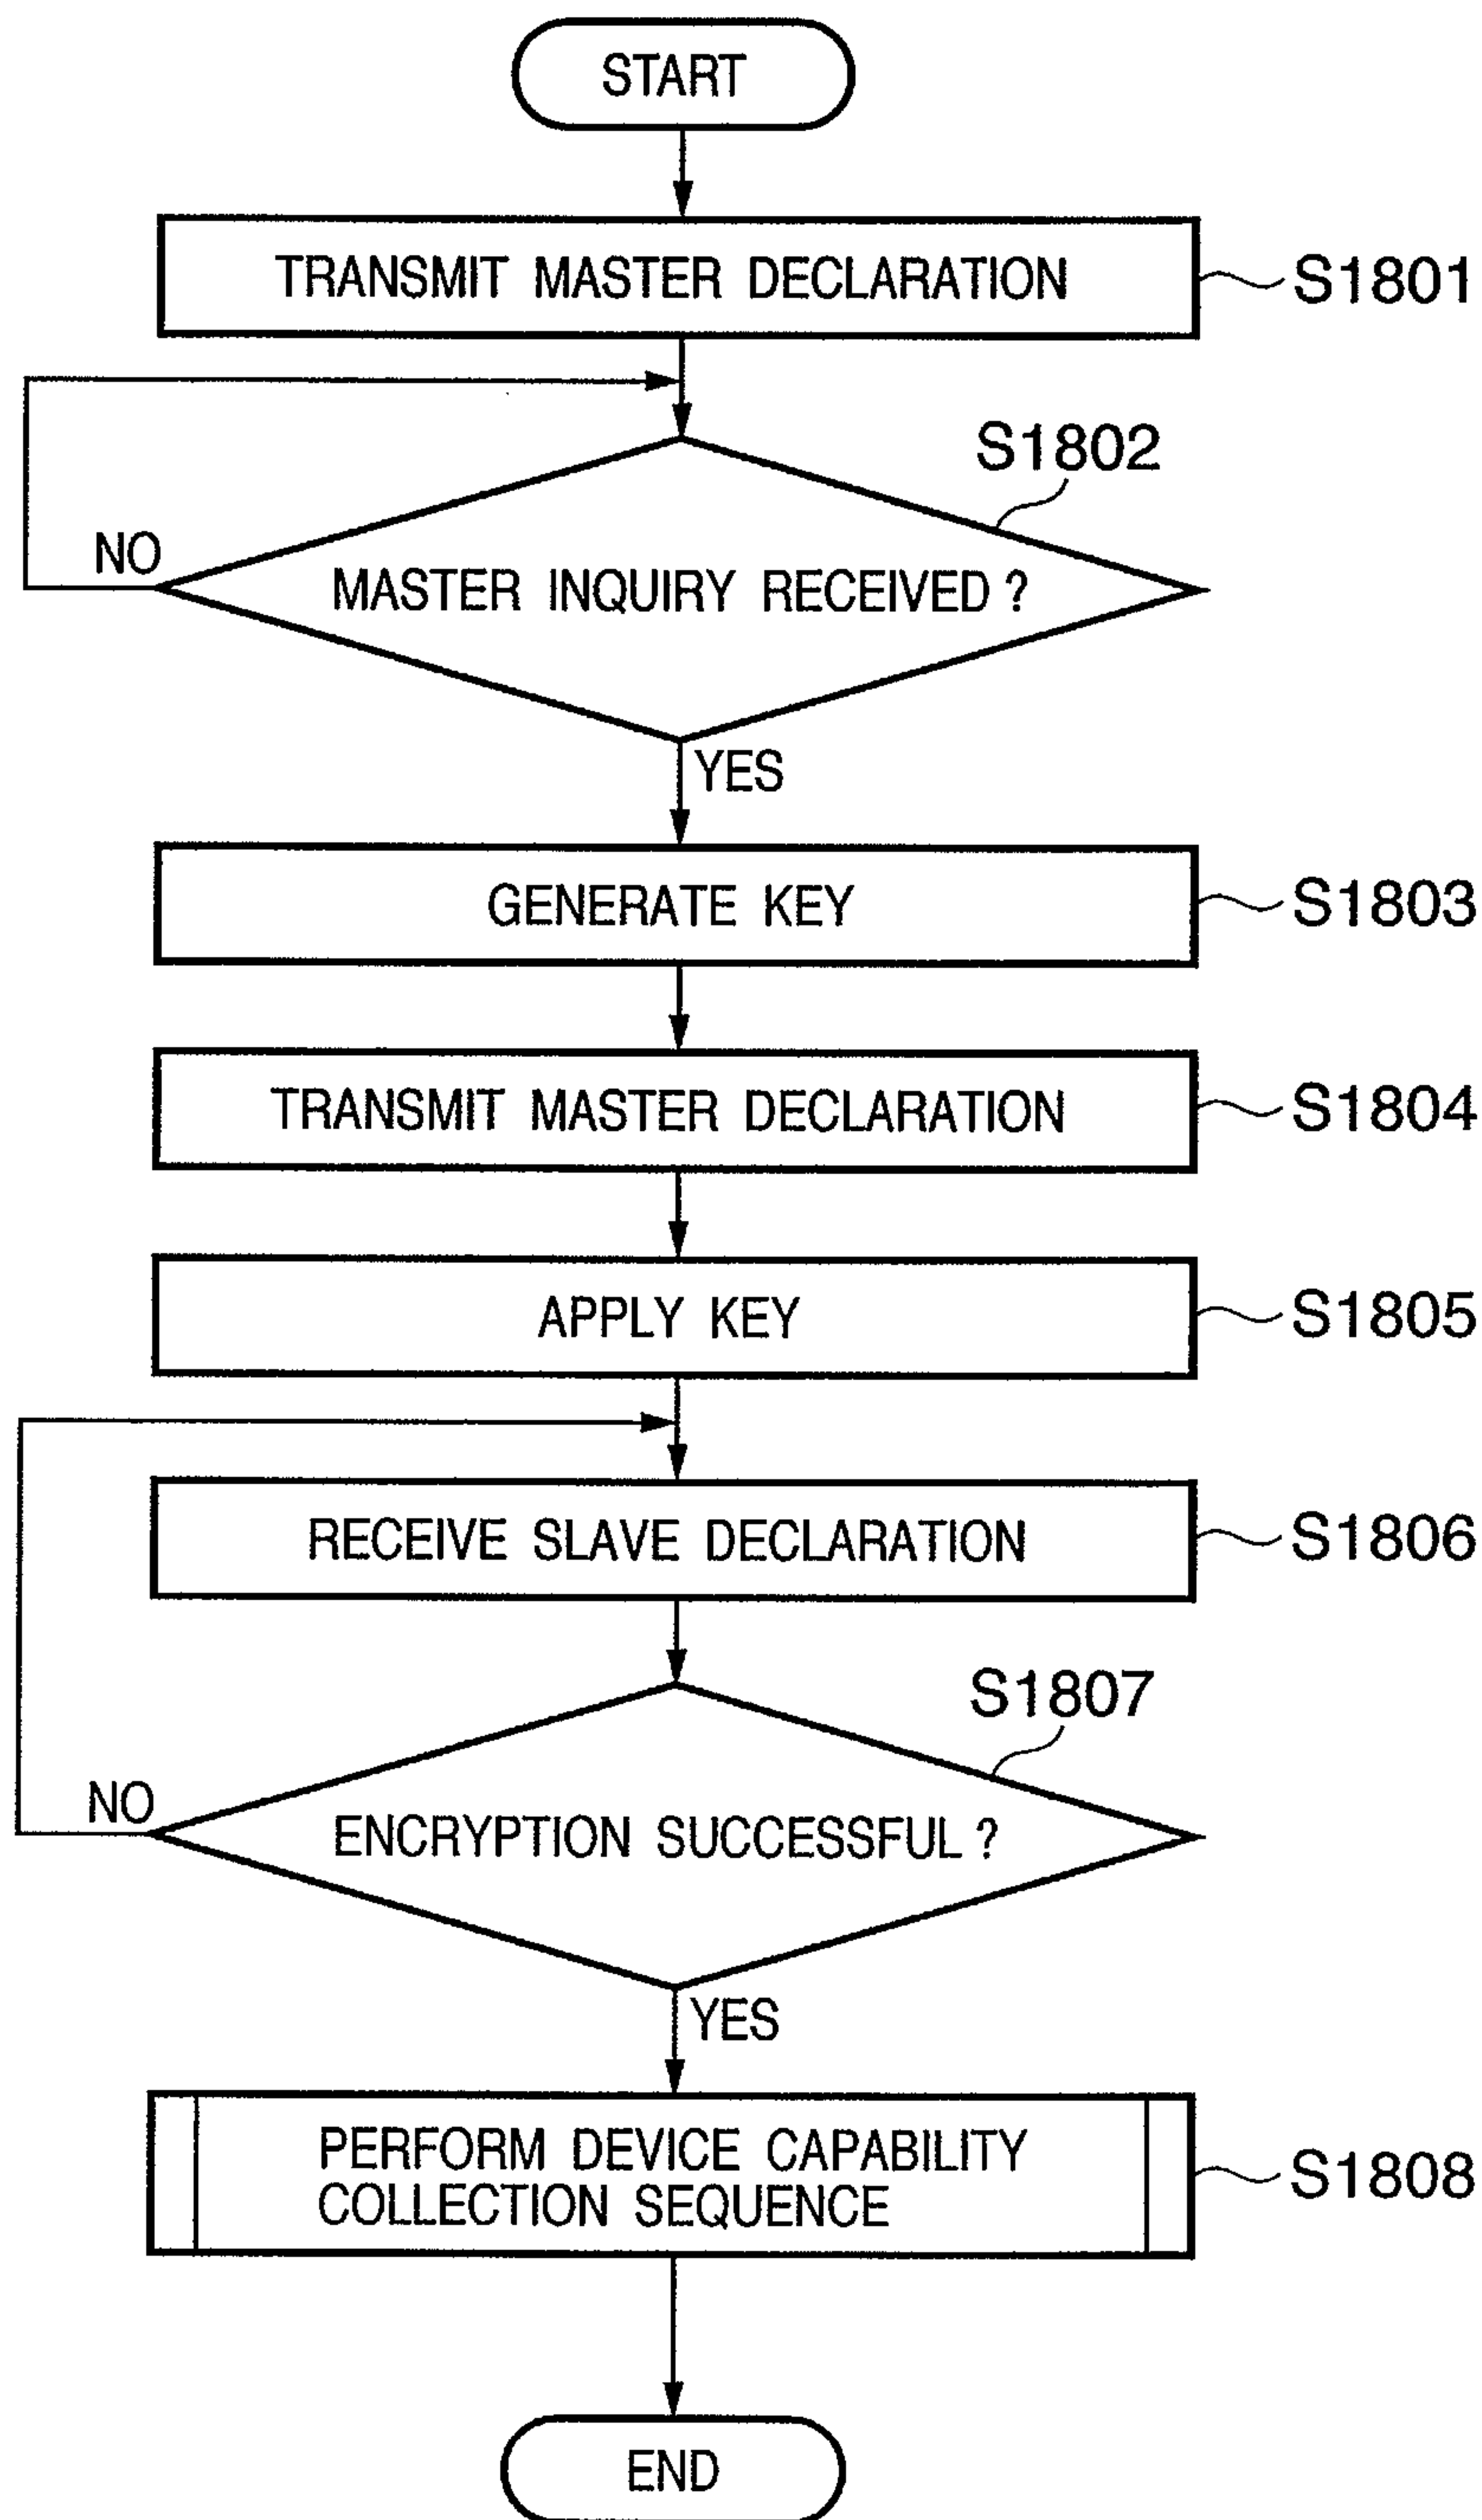 START
TRANSMIT MASTER DECLARATION
S1801
S1802
NO
MASTER INQUIRY RECEIVED ?
YES
GENERATE KEY
S1803
TRANSMIT MASTER DECLARATION
S1804
APPLY KEY
S1805
RECEIVE SLAVE DECLARATION
S1806
S1807
NO
ENCRYPTION SUCCESSFUL ?
YES
PERFORM DEVICE CAPABILITY
COLLECTION SEQUENCE
S1808
END